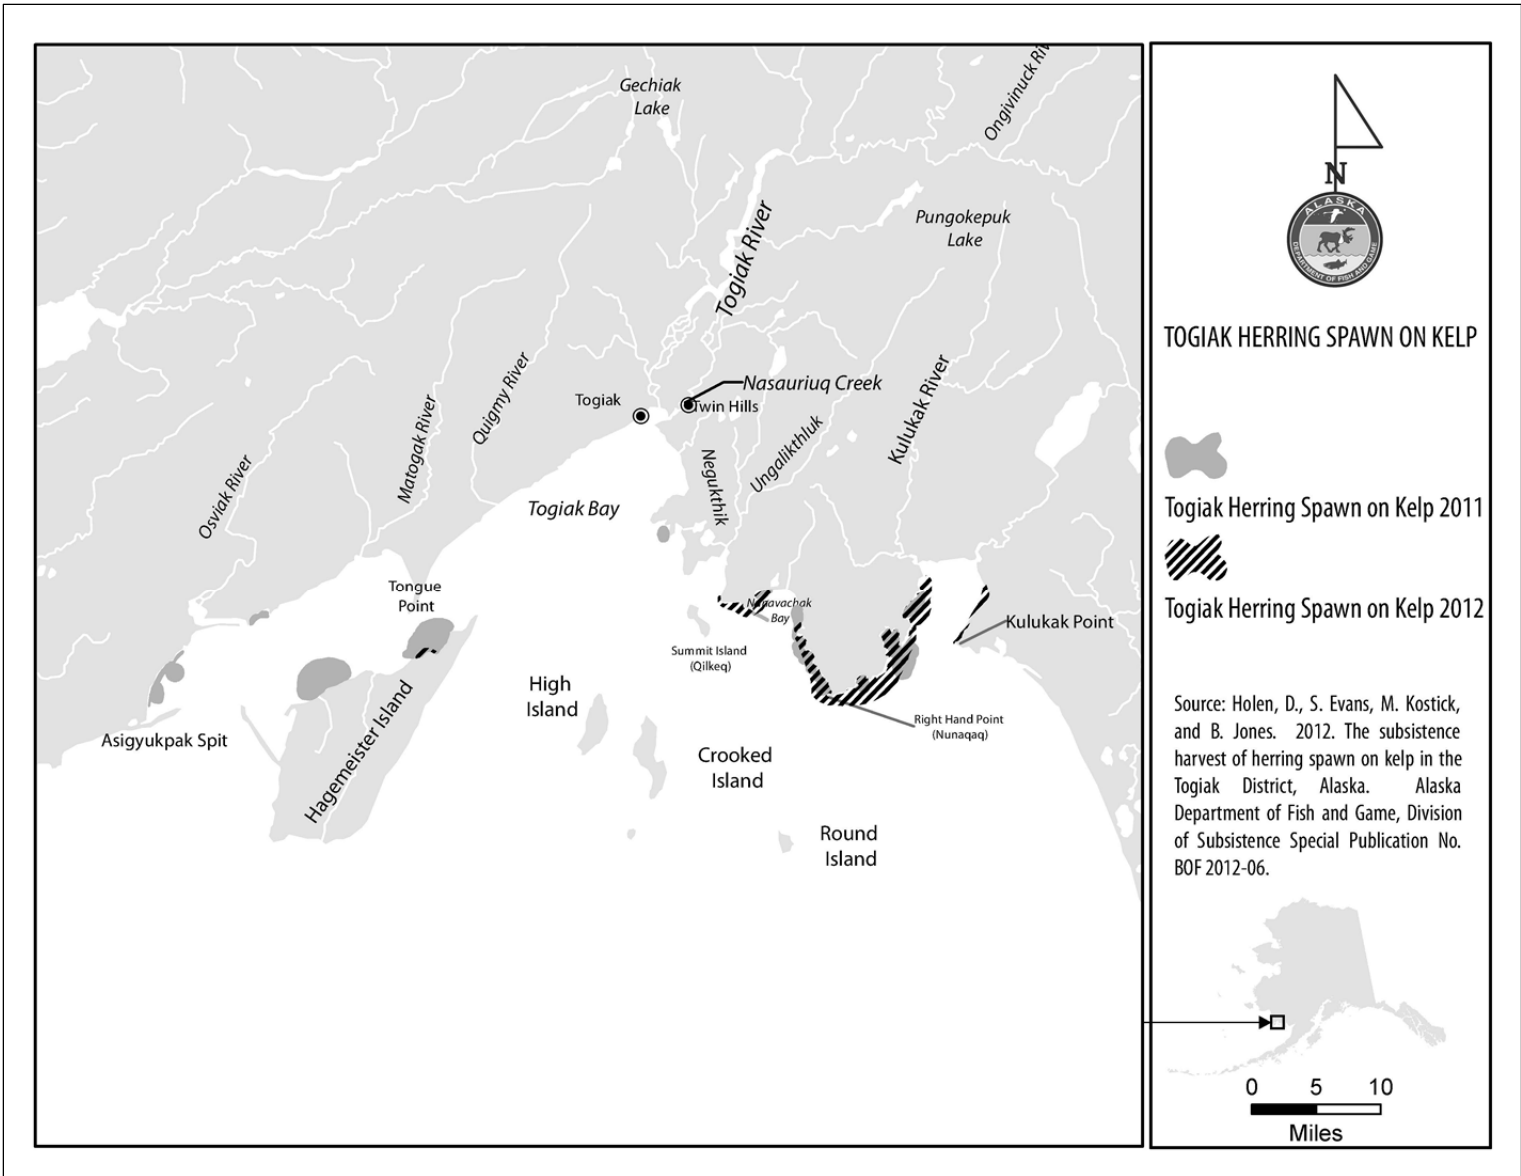 Gechiak
Lake
Ongivinuck
Pungokepuk
Lake
Togiak River
Nasauriuq Creek
Togiak
Twin Hills
Quigmy River
Matogak River
Osviak River
Kulukak River
Ungalikthluk
Negukthik
Togiak Bay
Tongue
Point
Nunavachak
Bay
Kulukak Point
Summit Island
(Qilkeq)
High
Island
Right Hand Point
(Nunaqaq)
Asigyukpak Spit
Hagemeister Island
Crooked
Island
Round
Island
N
ALASKA
DEPARTMENT OF FISH AND GAME
TOGIAK HERRING SPAWN ON KELP
Togiak Herring Spawn on Kelp 2011
Togiak Herring Spawn on Kelp 2012
Source: Holen, D., S. Evans, M. Kostick,
and B. Jones. 2012. The subsistence
harvest of herring spawn on kelp in the
Togiak District, Alaska. Alaska
Department of Fish and Game, Division
of Subsistence Special Publication No.
BOF 2012-06.
0 5 10
Miles